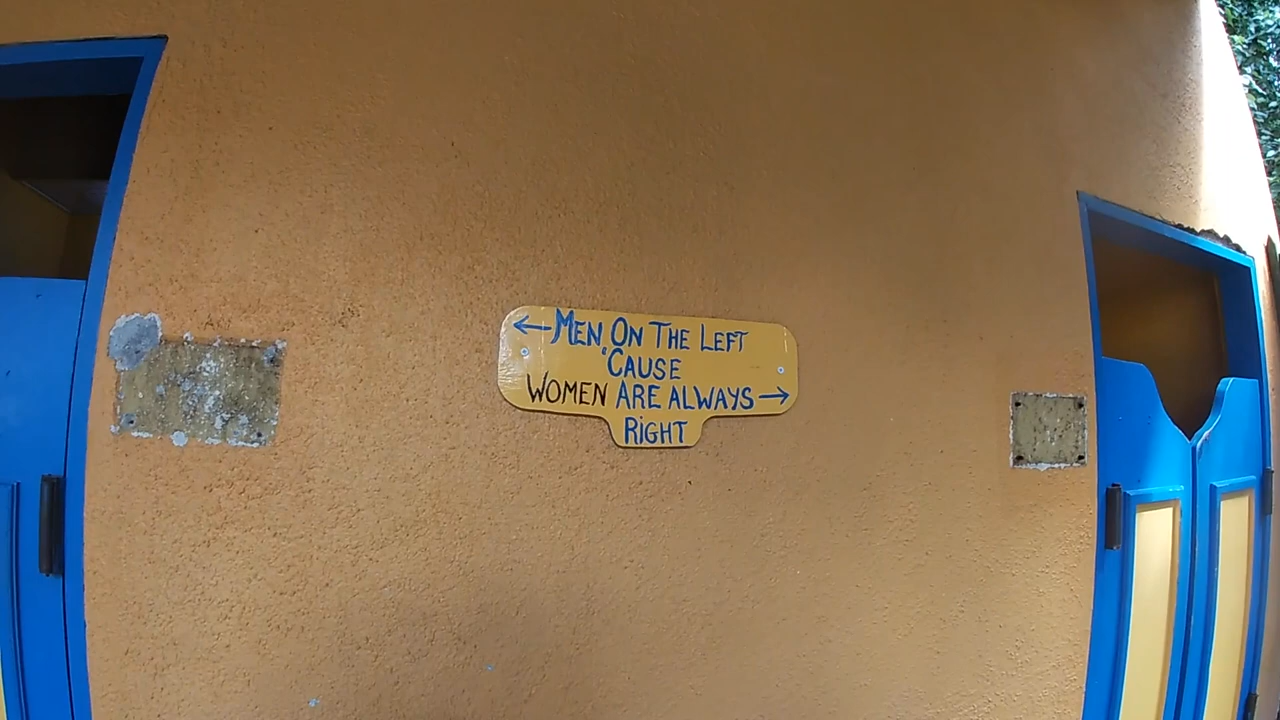 ← MEN ON THE LEFT
'CAUSE
WOMEN ARE ALWAYS →
RIGHT